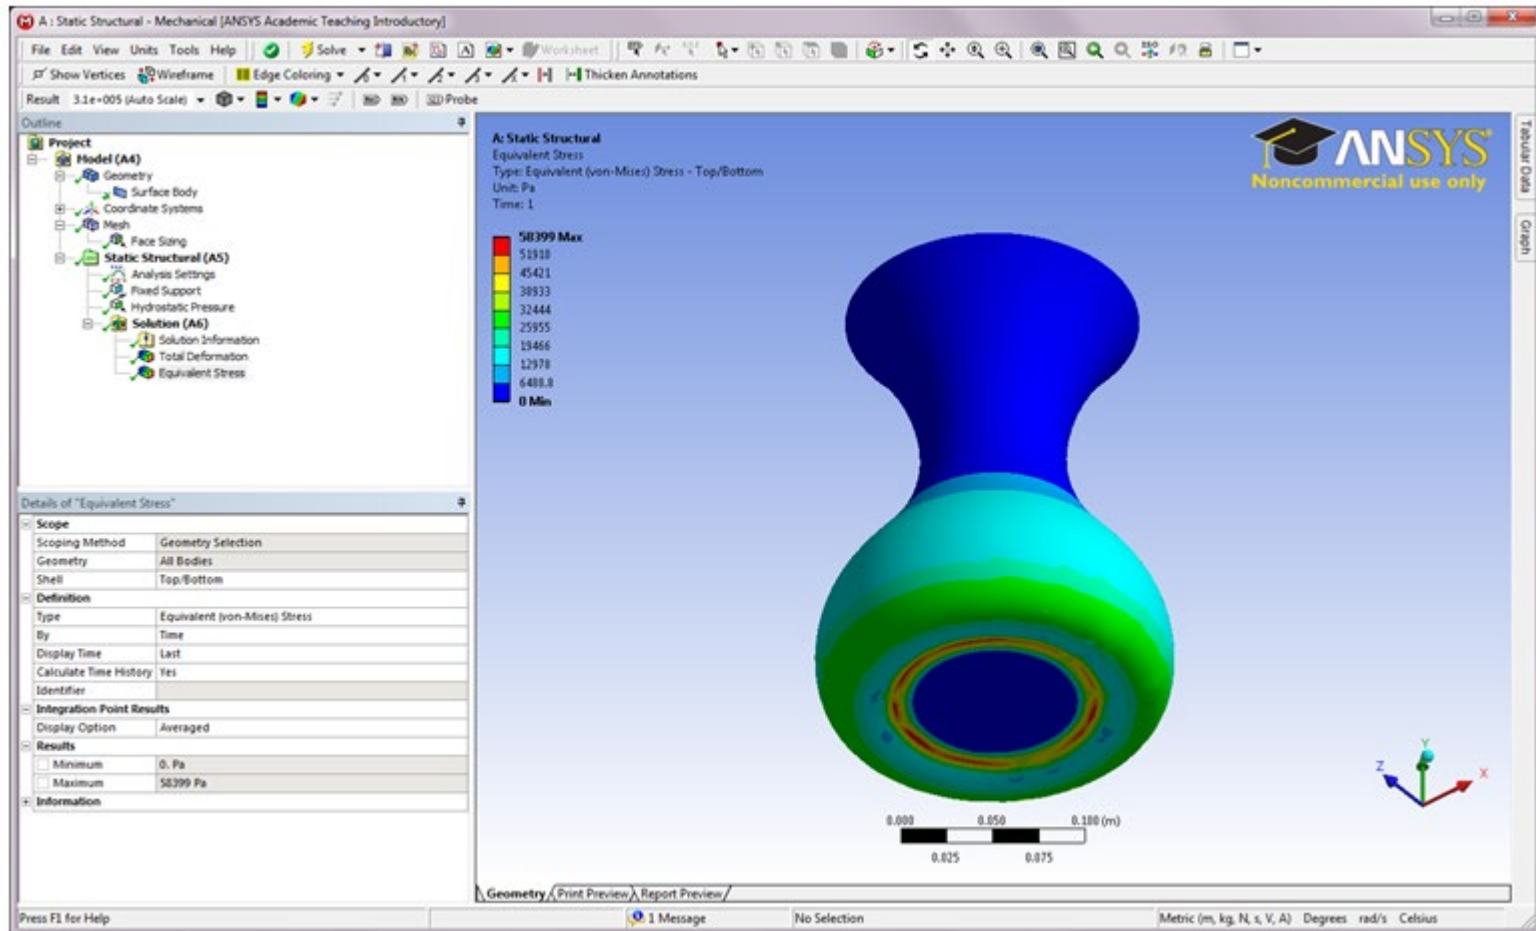 A : Static Structural - Mechanical [ANSYS Academic Teaching Introductory]
File Edit View Units Tools Help Solve Worksheet
Show Vertices Wireframe Edge Coloring Thicken Annotations
Result 3.1e+005 (Auto Scale) Probe
Outline
Project
Model (A4)
Geometry
Surface Body
Coordinate Systems
Mesh
Face Sizing
Static Structural (A5)
Analysis Settings
Fixed Support
Hydrostatic Pressure
Solution (A6)
Solution Information
Total Deformation
Equivalent Stress
Details of "Equivalent Stress"
Scope
Scoping Method Geometry Selection
Geometry All Bodies
Shell Top/Bottom
Definition
Type Equivalent (von-Mises) Stress
By Time
Display Time Last
Calculate Time History Yes
Identifier
Integration Point Results
Display Option Averaged
Results
Minimum 0. Pa
Maximum 58399 Pa
Information
A: Static Structural
Equivalent Stress
Type: Equivalent (von-Mises) Stress - Top/Bottom
Unit: Pa
Time: 1
58399 Max
51910
45421
38933
32444
25955
19466
12978
6488.8
0 Min
ANSYS
Noncommercial use only
Tabular Data
Graph
Y
Z
X
0.000 0.050 0.100 (m)
0.025 0.075
Geometry Print Preview Report Preview
Press F1 for Help 1 Message No Selection Metric (m, kg, N, s, V, A) Degrees rad/s Celsius